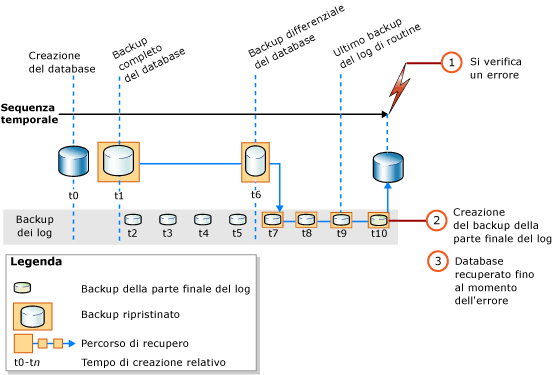 Creazione
del database
Backup
completo
del database
Backup differenziale
del database
Ultimo backup
del log di routine
1
Si verifica
un errore
Sequenza
temporale
t0
t1
t6
Backup
dei log
t2
t3
t4
t5
t7
t8
t9
t10
2
Creazione
del backup della
parte finale del log
3
Database
recuperato fino
al momento
dell'errore
Legenda
Backup della parte finale del log
Backup ripristinato
Percorso di recupero
t0-tn
Tempo di creazione relativo